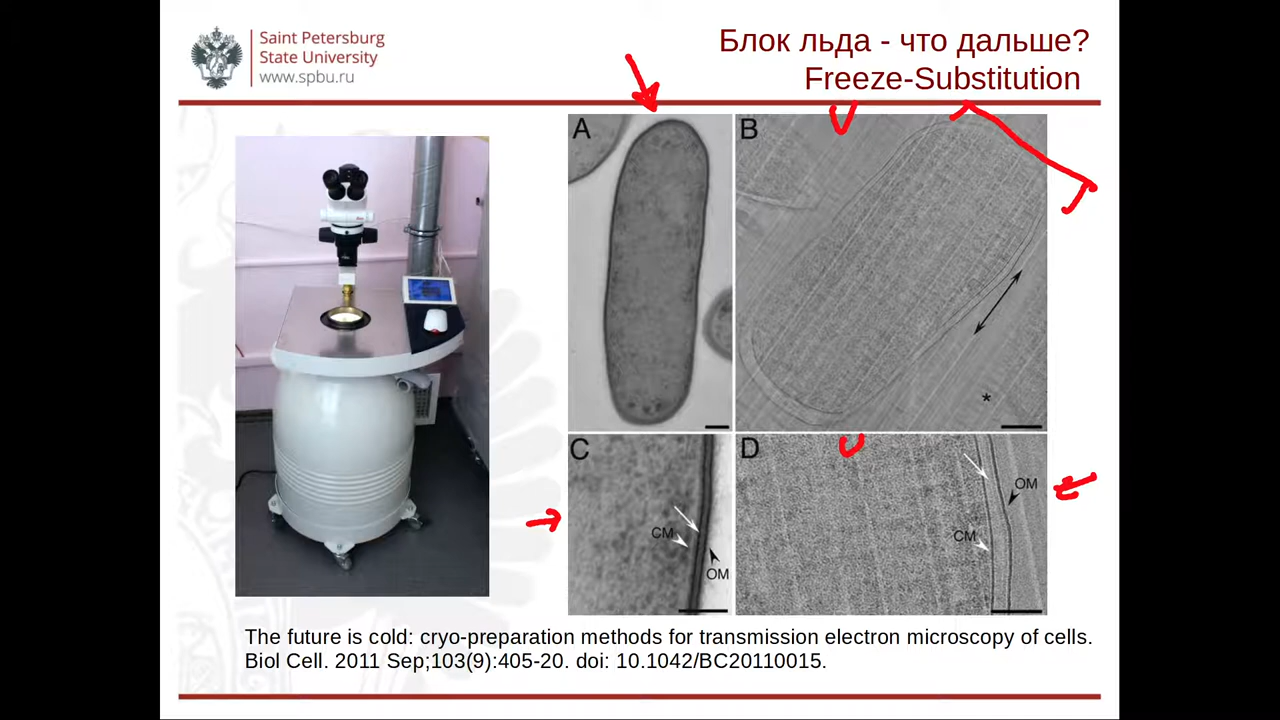 Saint Petersburg
State University
www.spbu.ru
Блок льда - что дальше?
Freeze-Substitution
A
B
*
C
CM
OM
D
OM
CM
The future is cold: cryo-preparation methods for transmission electron microscopy of cells.
Biol Cell. 2011 Sep;103(9):405-20. doi: 10.1042/BC20110015.